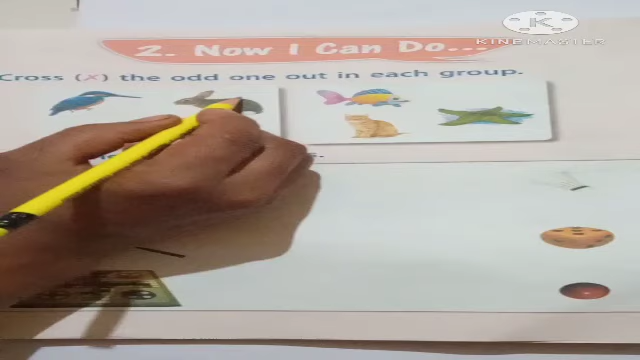 K
KINEMASTER
2. Now I Can Do...
Cross (✗) the odd one out in each group.